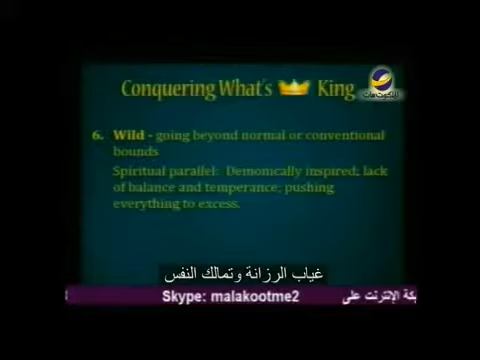 Conquering What's King
6. Wild - going beyond normal or conventional
bounds
Spiritual parallel: Demonically inspired; lack
of balance and temperance; pushing
everything to excess.
غياب الرزانة وتمالك النفس
Skype: malakootme2
بكة الإنترنت على